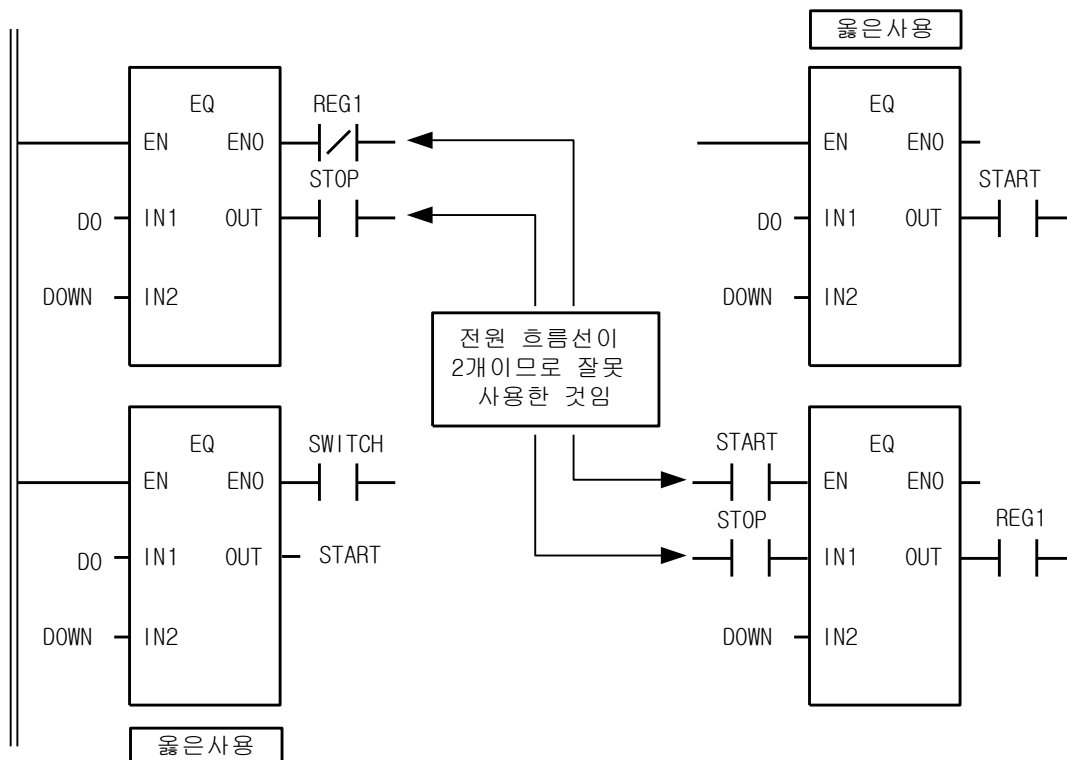 옳은사용
EQ
REG1
EN ENO
STOP
DO IN1 OUT
DOWN IN2
EQ
EN ENO
START
DO IN1 OUT
DOWN IN2
전원 흐름선이
2개이므로 잘못
사용한 것임
EQ
SWITCH
EN ENO
DO IN1 OUT START
DOWN IN2
옳은사용
START
EQ
EN ENO
STOP
REG1
IN1 OUT
DOWN IN2